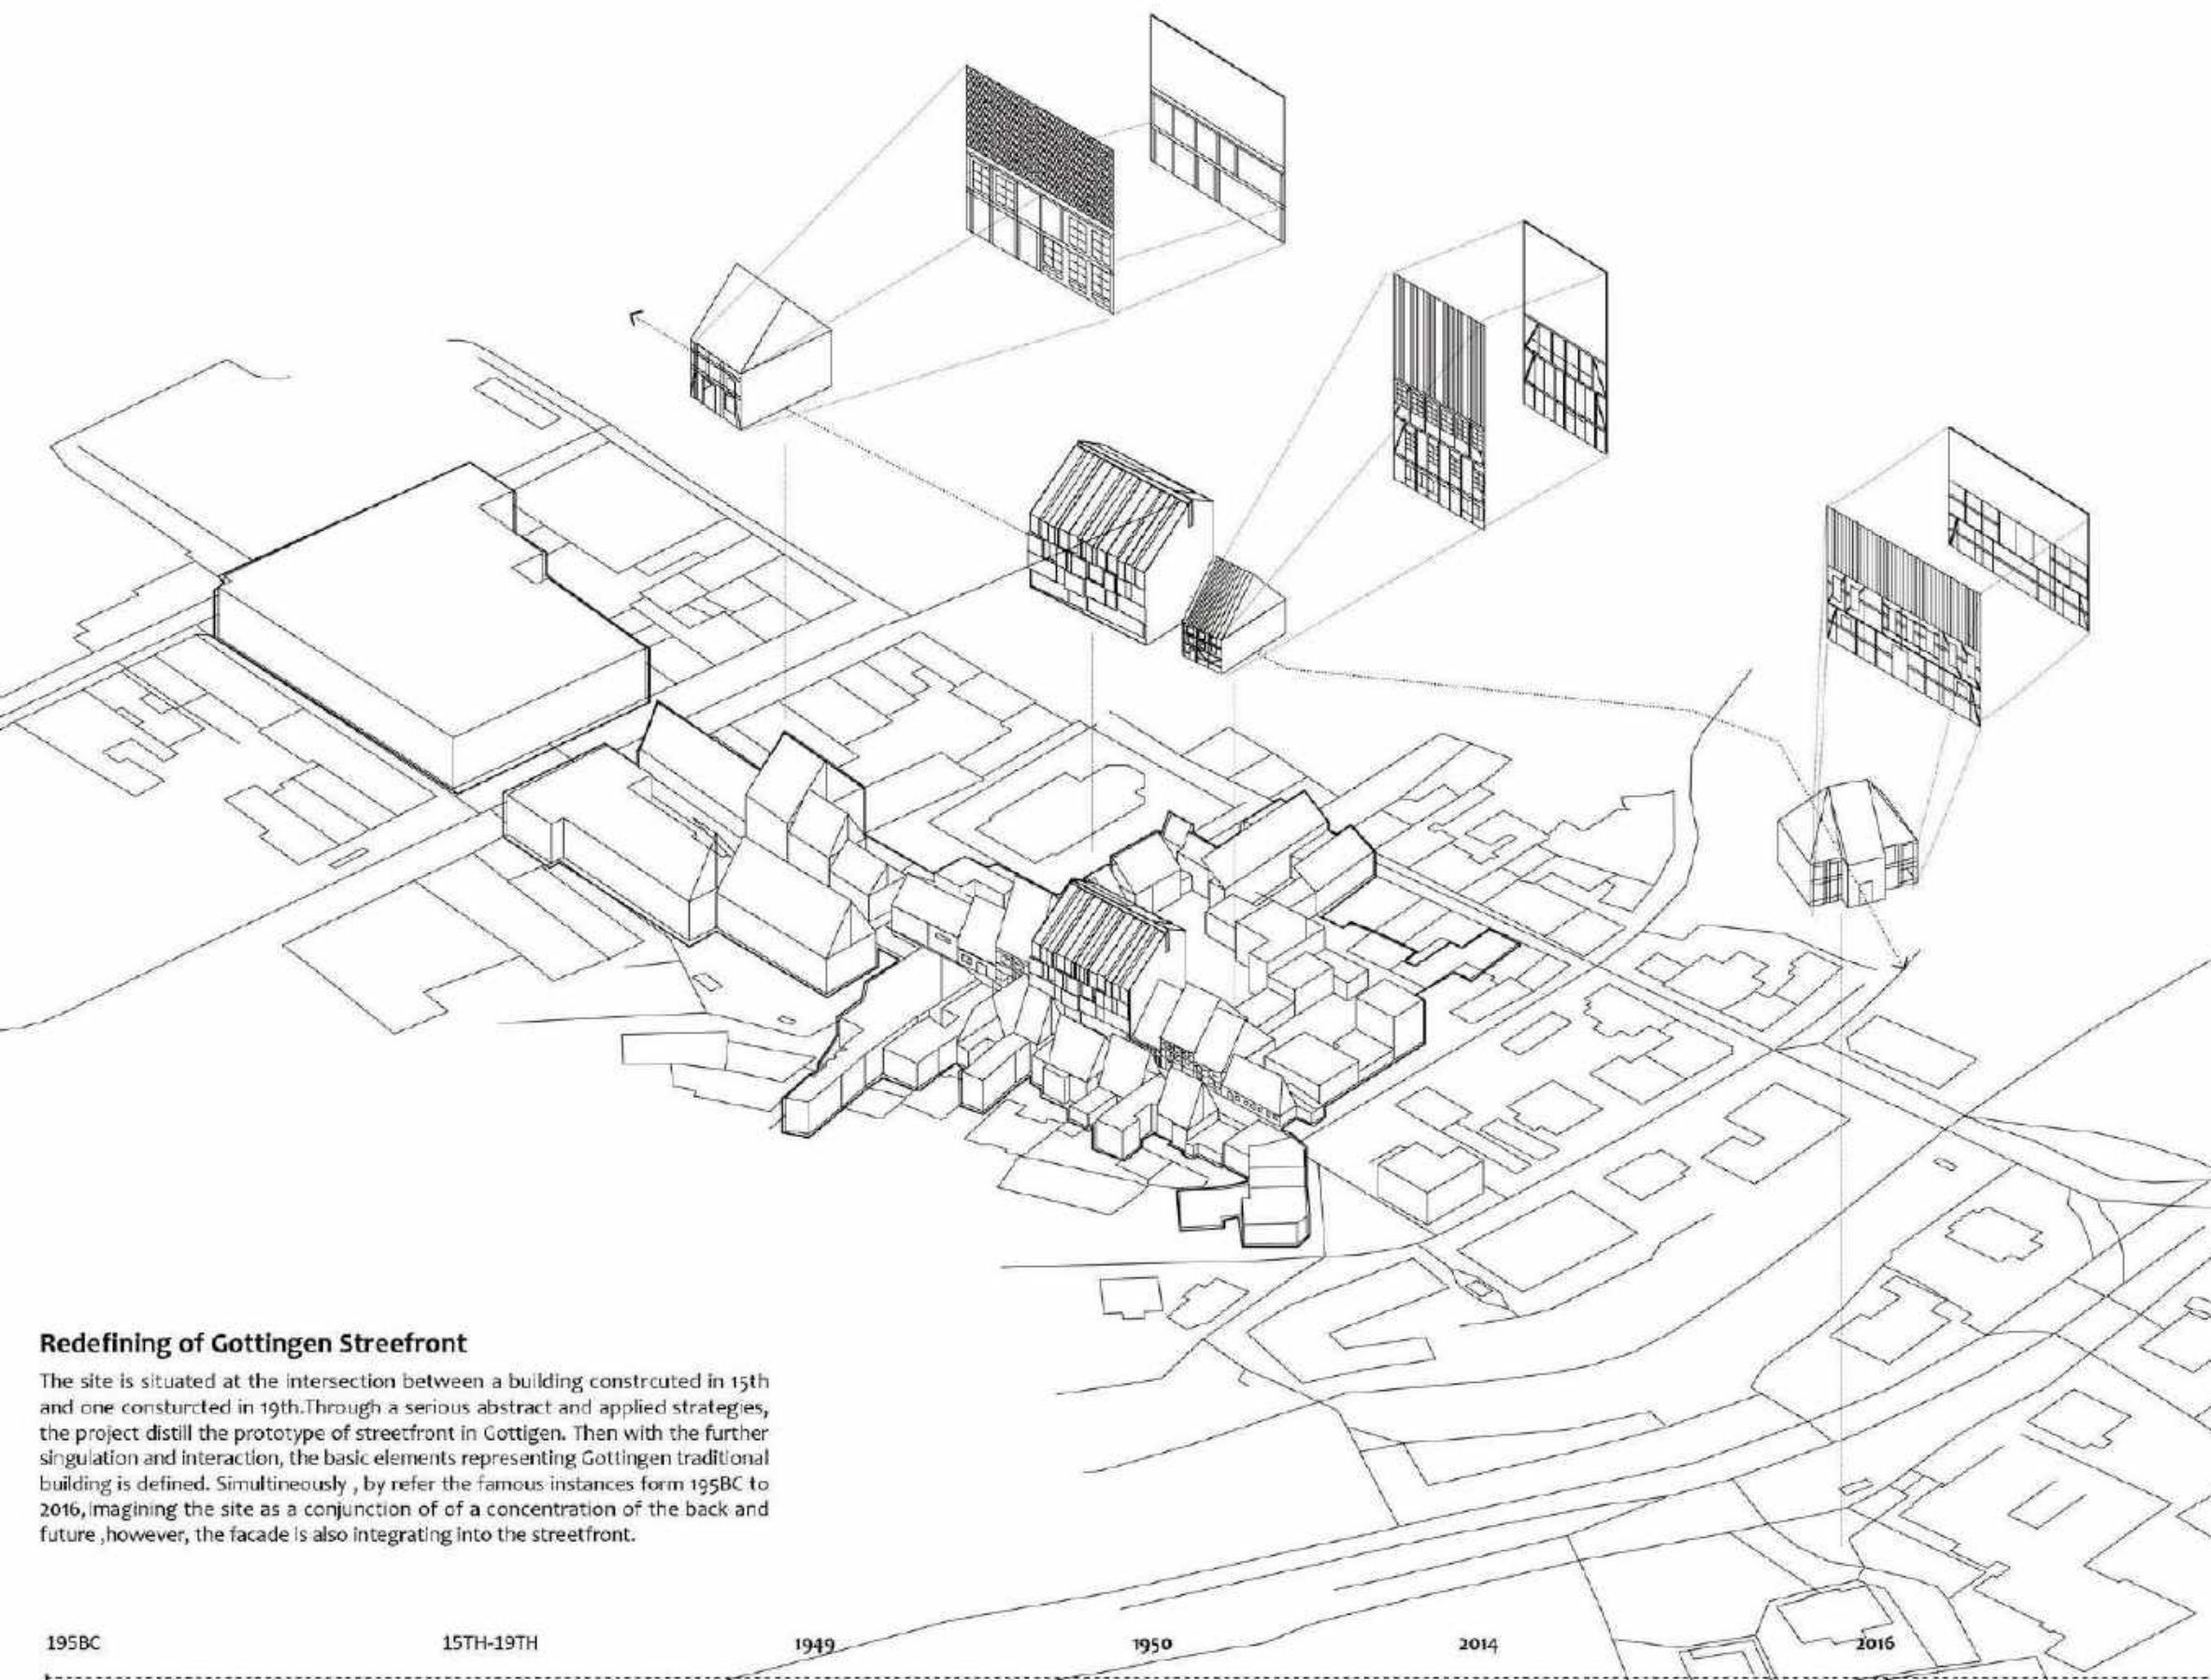 Redefining of Gottingen Streefront
The site is situated at the intersection between a building constrcuted in 15th
and one consturcted in 19th.Through a serious abstract and applied strategies,
the project distill the prototype of streetfront in Gottigen. Then with the further
singulation and interaction, the basic elements representing Gottingen traditional
building is defined. Simultineously , by refer the famous instances form 195BC to
2016, imagining the site as a conjunction of of a concentration of the back and
future ,however, the facade is also integrating into the streetfront.
195BC 15TH-19TH 1949 1950 2014 2016